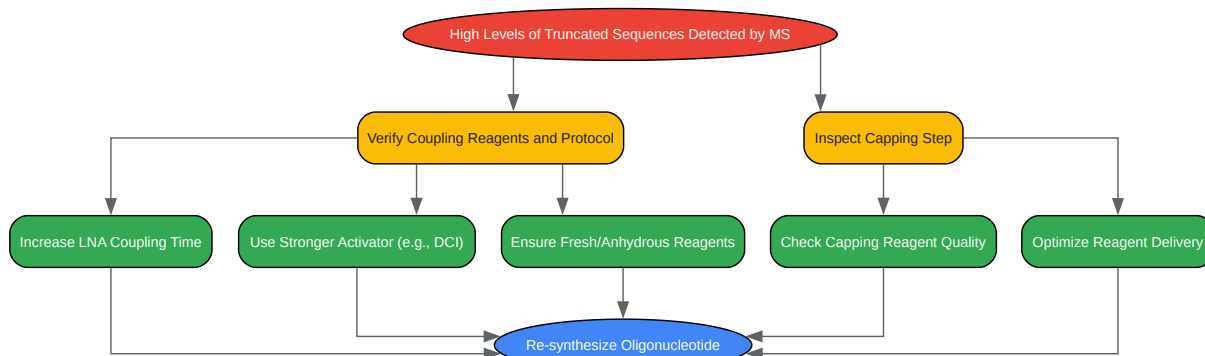 High Levels of Truncated Sequences Detected by MS
Verify Coupling Reagents and Protocol
Inspect Capping Step
Increase LNA Coupling Time
Use Stronger Activator (e.g., DCI)
Ensure Fresh/Anhydrous Reagents
Check Capping Reagent Quality
Optimize Reagent Delivery
Re-synthesize Oligonucleotide